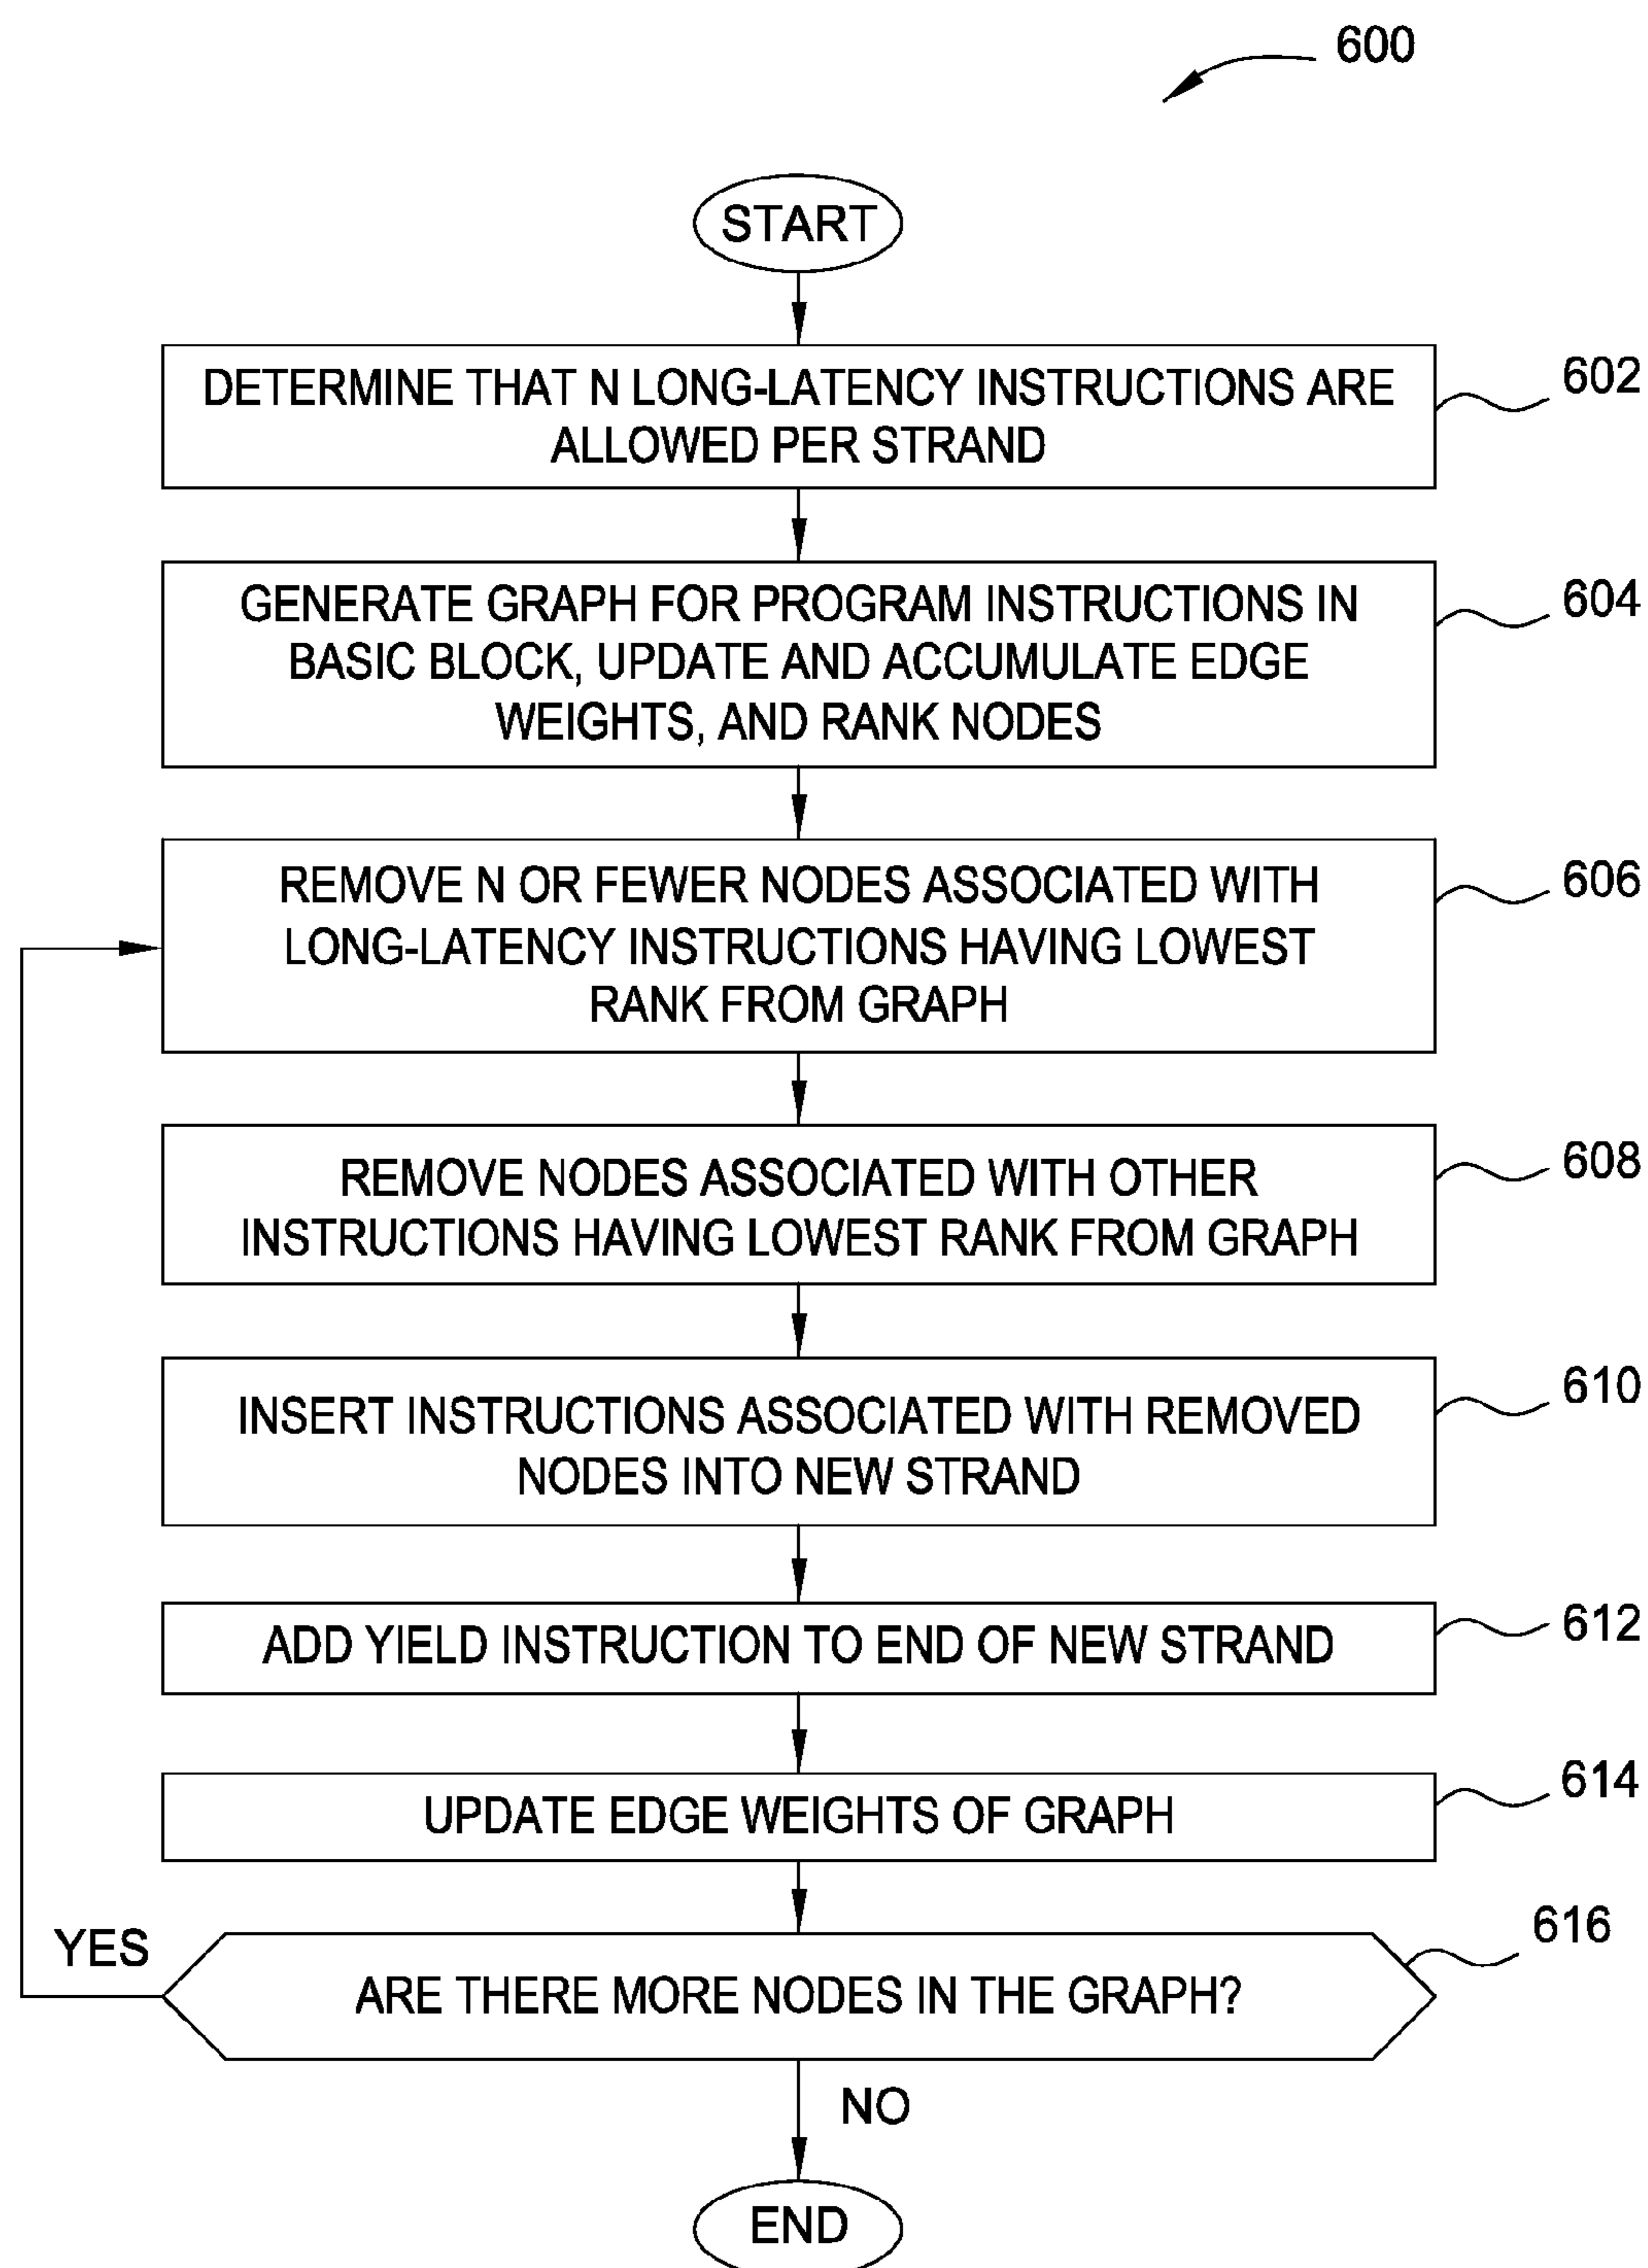 600
START
602
DETERMINE THAT N LONG-LATENCY INSTRUCTIONS ARE
ALLOWED PER STRAND
604
GENERATE GRAPH FOR PROGRAM INSTRUCTIONS IN
BASIC BLOCK, UPDATE AND ACCUMULATE EDGE
WEIGHTS, AND RANK NODES
606
REMOVE N OR FEWER NODES ASSOCIATED WITH
LONG-LATENCY INSTRUCTIONS HAVING LOWEST
RANK FROM GRAPH
608
REMOVE NODES ASSOCIATED WITH OTHER
INSTRUCTIONS HAVING LOWEST RANK FROM GRAPH
610
INSERT INSTRUCTIONS ASSOCIATED WITH REMOVED
NODES INTO NEW STRAND
612
ADD YIELD INSTRUCTION TO END OF NEW STRAND
614
UPDATE EDGE WEIGHTS OF GRAPH
616
YES
ARE THERE MORE NODES IN THE GRAPH?
NO
END